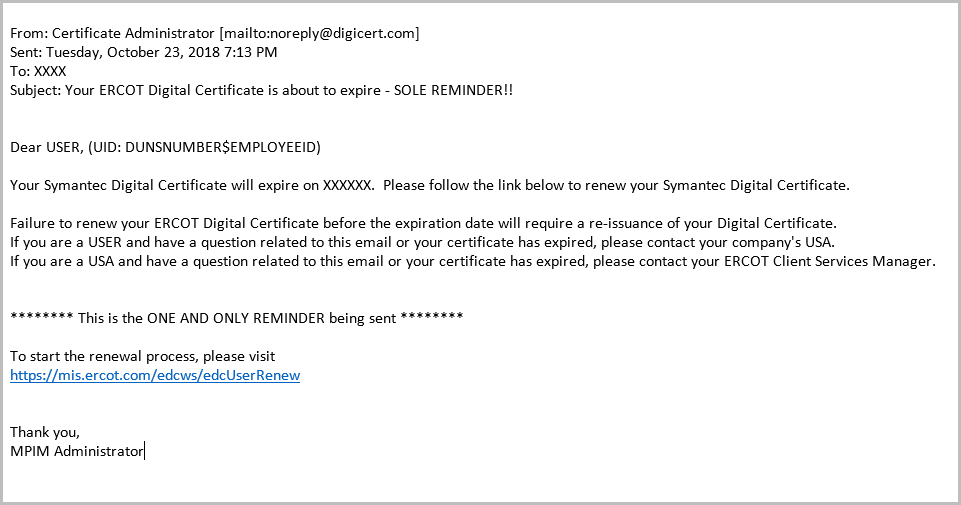 From: Certificate Administrator [mailto:noreply@digicert.com]
Sent: Tuesday, October 23, 2018 7:13 PM
To: XXXX
Subject: Your ERCOT Digital Certificate is about to expire - SOLE REMINDER!!
Dear USER, (UID: DUNSNUMBER$EMPLOYEEID)
Your Symantec Digital Certificate will expire on XXXXXX.  Please follow the link below to renew your Symantec Digital Certificate.
Failure to renew your ERCOT Digital Certificate before the expiration date will require a re-issuance of your Digital Certificate.
If you are a USER and have a question related to this email or your certificate has expired, please contact your company's USA.
If you are a USA and have a question related to this email or your certificate has expired, please contact your ERCOT Client Services Manager.
******** This is the ONE AND ONLY REMINDER being sent ********
To start the renewal process, please visit
https://mis.ercot.com/edcws/edcUserRenew
Thank you,
MPIM Administrator